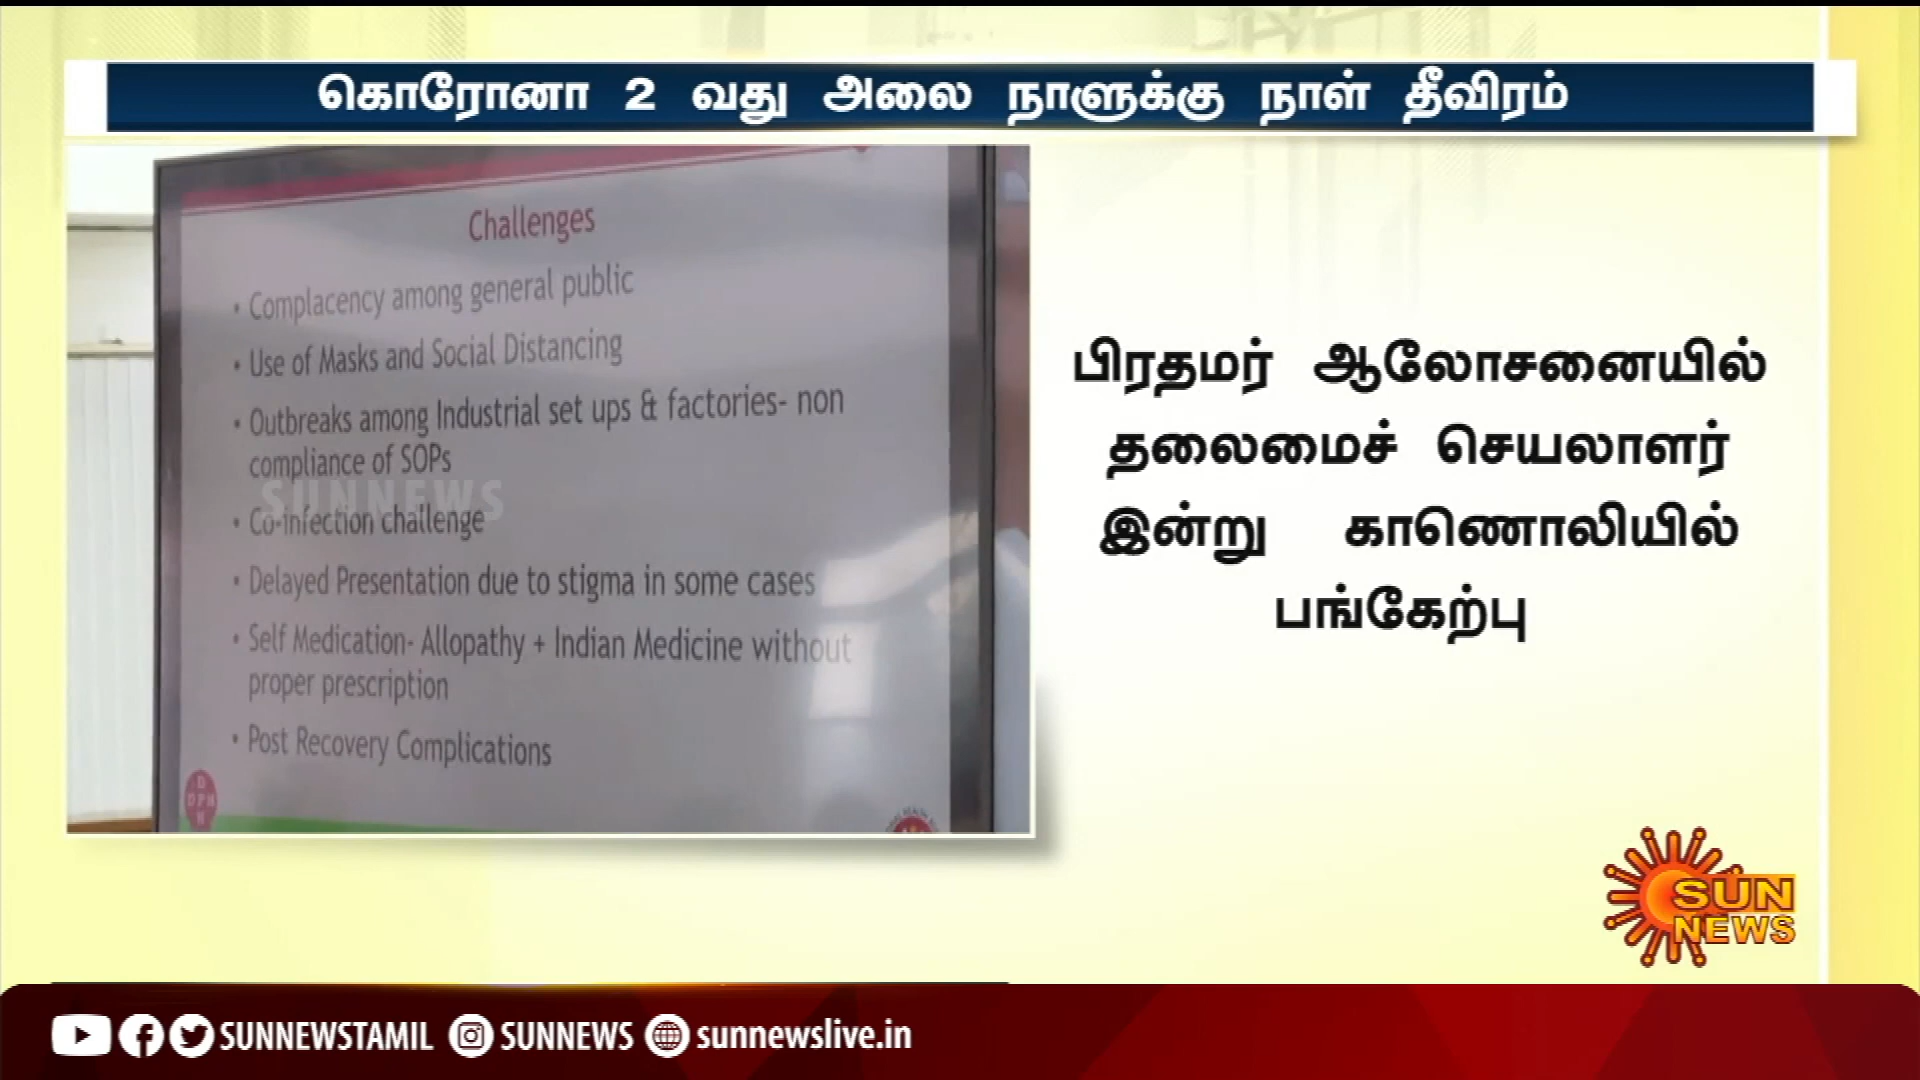 கொரோனா 2 வது அலை நாளுக்கு நாள் தீவிரம்
Challenges
• Complacency among general public
• Use of Masks and Social Distancing
• Outbreaks among Industrial set ups & factories- non
compliance of SOPs
SUNNEWS
• Co-infection challenge
• Delayed Presentation due to stigma in some cases
• Self Medication- Allopathy + Indian Medicine without
proper prescription
• Post Recovery Complications
பிரதமர் ஆலோசனையில்
தலைமைச் செயலாளர்
இன்று காணொலியில்
பங்கேற்பு
SUN
NEWS
SUNNEWSTAMIL SUNNEWS sunnewslive.in